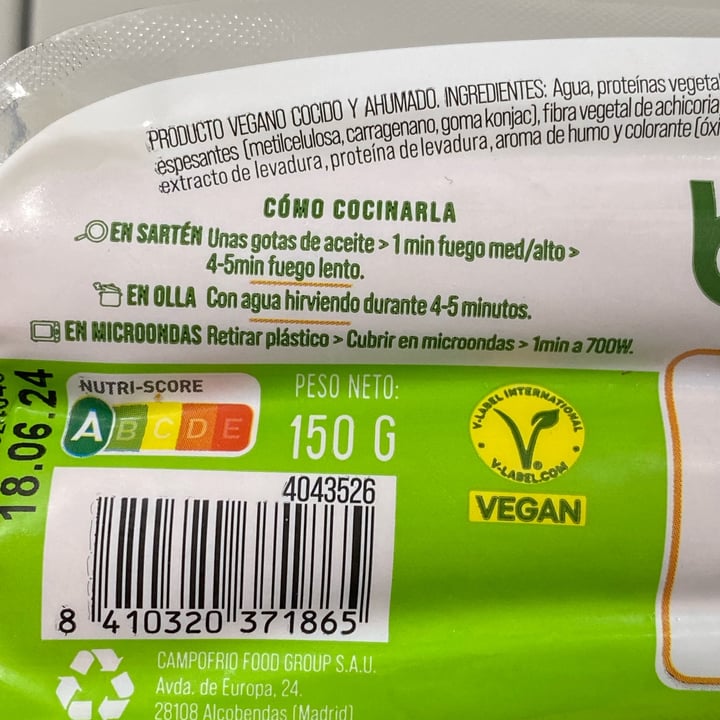 PRODUCTO VEGANO COCIDO Y AHUMADO. INGREDIENTES: Agua, proteínas
espesantes (metilcelulosa, carragenano, goma konjac), fibra vegetal de achicoria
extracto de levadura, proteína de levadura, aroma de humo y colorante
CÓMO COCINARLA
EN SARTÉN Unas gotas de aceite > 1 min fuego med/alto >
4-5min fuego lento.
EN OLLA Con agua hirviendo durante 4-5 minutos.
EN MICROONDAS Retirar plástico > Cubrir en microondas > 1min a 700W.
18.06.24
NUTRI-SCORE
A B C D E
PESO NETO:
150 G
V-LABEL INTERNATIONAL
V-LABEL.COM
VEGAN
4043526
8 410320 371865
CAMPOFRIO FOOD GROUP S.A.U.
Avda. de Europa, 24.
28108 Alcobendas (Madrid)